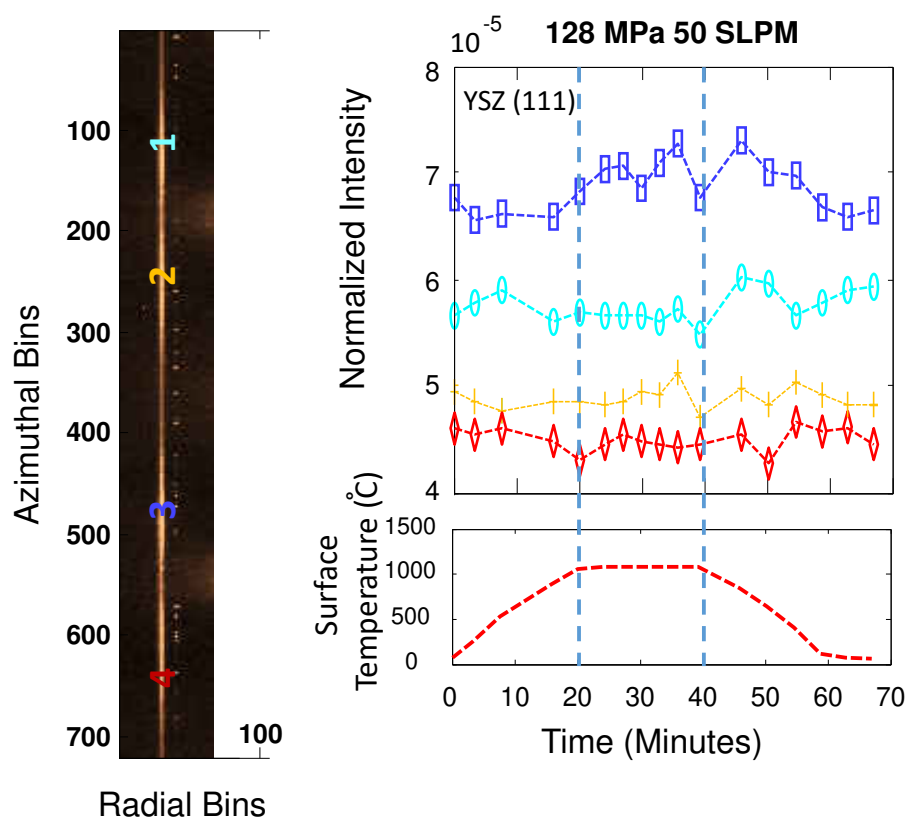 128 MPa 50 SLPM
10^-5
YSZ (111)
8
7
6
5
4
Normalized Intensity
1500
1000
500
0
Surface
Temperature (°C)
0 10 20 30 40 50 60 70
Time (Minutes)
100
200
300
400
500
600
700
Azimuthal Bins
1
2
3
4
100
Radial Bins